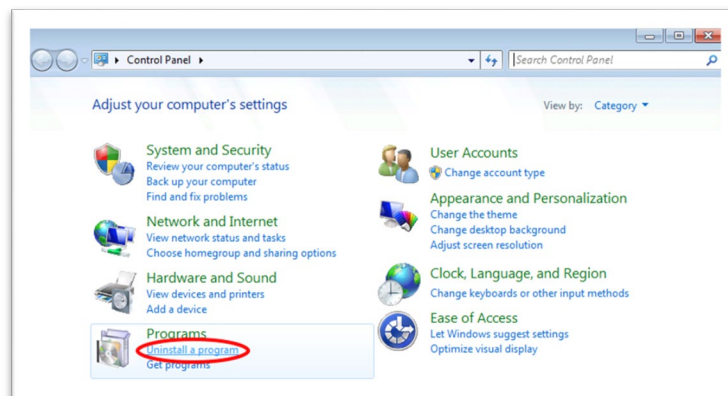 Control Panel
Search Control Panel
Adjust your computer's settings
View by: Category
System and Security
Review your computer's status
Back up your computer
Find and fix problems
Network and Internet
View network status and tasks
Choose homegroup and sharing options
Hardware and Sound
View devices and printers
Add a device
Programs
Uninstall a program
Get programs
User Accounts
Change account type
Appearance and Personalization
Change the theme
Change desktop background
Adjust screen resolution
Clock, Language, and Region
Change keyboards or other input methods
Ease of Access
Let Windows suggest settings
Optimize visual display